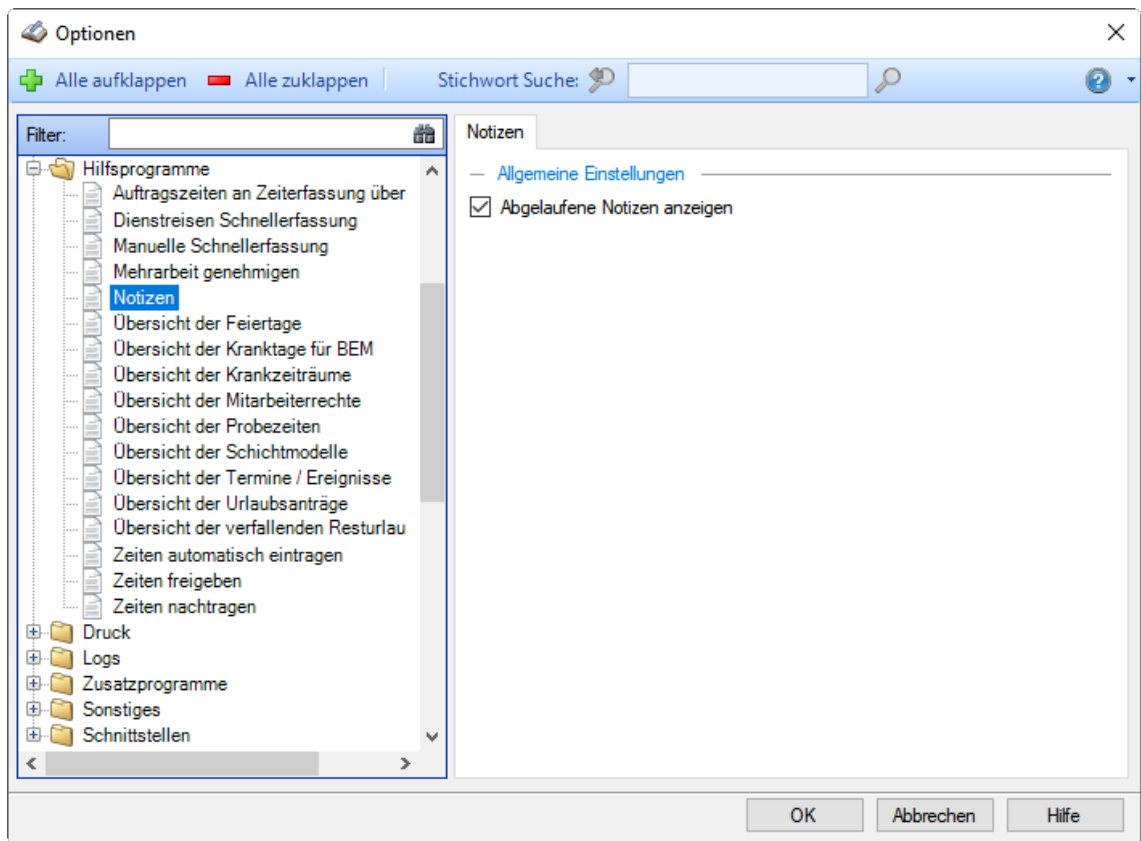 Optionen
Alle aufklappen Alle zuklappen Stichwort Suche:
Filter:
Hilfsprogramme
Auftragszeiten an Zeiterfassung über
Dienstreisen Schnellerfassung
Manuelle Schnellerfassung
Mehrarbeit genehmigen
Notizen
Übersicht der Feiertage
Übersicht der Kranktage für BEM
Übersicht der Krankzeiträume
Übersicht der Mitarbeiterrechte
Übersicht der Probezeiten
Übersicht der Schichtmodelle
Übersicht der Termine / Ereignisse
Übersicht der Urlaubsanträge
Übersicht der verfallenden Resturlau
Zeiten automatisch eintragen
Zeiten freigeben
Zeiten nachtragen
Druck
Logs
Zusatzprogramme
Sonstiges
Schnittstellen
Notizen
Allgemeine Einstellungen
Abgelaufene Notizen anzeigen
OK Abbrechen Hilfe